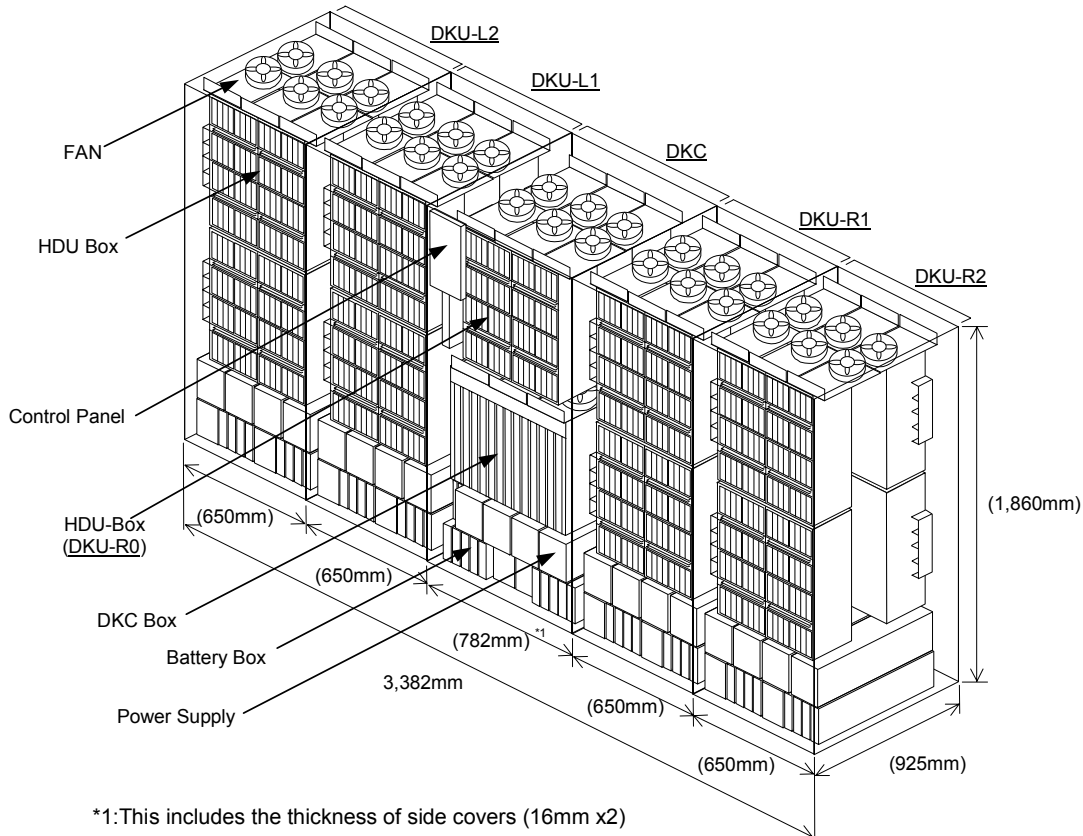 DKU-L2
DKU-L1
DKC
DKU-R1
DKU-R2
FAN
HDU Box
Control Panel
HDU-Box
(DKU-R0)
DKC Box
Battery Box
Power Supply
(650mm)
(650mm)
(782mm) *1
3,382mm
(650mm)
(650mm)
(925mm)
(1,860mm)
*1:This includes the thickness of side covers (16mm x2)